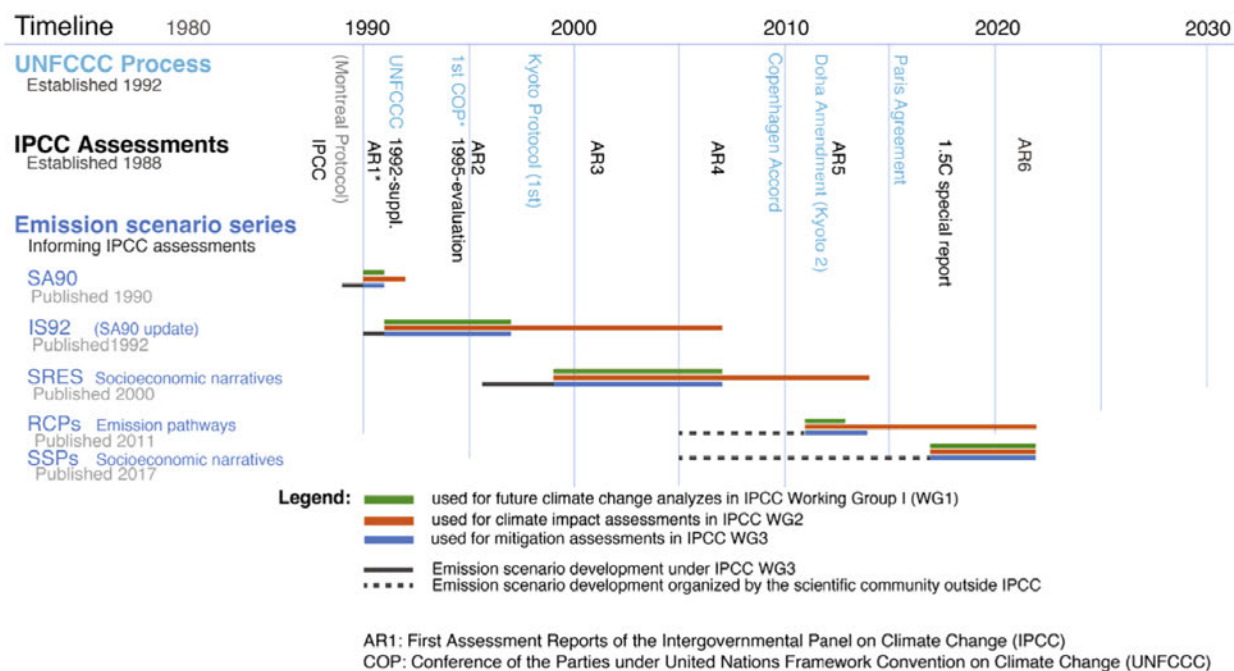 Timeline 1980 1990 2000 2010 2020 2030
UNFCCC Process
Established 1992
(Montreal Protocol)
UNFCCC
1st COP*
Kyoto Protocol (1st)
Copenhagen Accord
Doha Amendment (Kyoto 2)
Paris Agreement
IPCC Assessments
Established 1988
IPCC
AR1*
1992-suppl.
1995-evaluation
AR2
AR3
AR4
AR5
1.5C special report
AR6
Emission scenario series
Informing IPCC assessments
SA90
Published 1990
IS92 (SA90 update)
Published1992
SRES Socioeconomic narratives
Published 2000
RCPs Emission pathways
Published 2011
SSPs Socioeconomic narratives
Published 2017
Legend: used for future climate change analyzes in IPCC Working Group I (WG1)
used for climate impact assessments in IPCC WG2
used for mitigation assessments in IPCC WG3
Emission scenario development under IPCC WG3
Emission scenario development organized by the scientific community outside IPCC
AR1: First Assessment Reports of the Intergovernmental Panel on Climate Change (IPCC)
COP: Conference of the Parties under United Nations Framework Convention on Climate Change (UNFCCC)